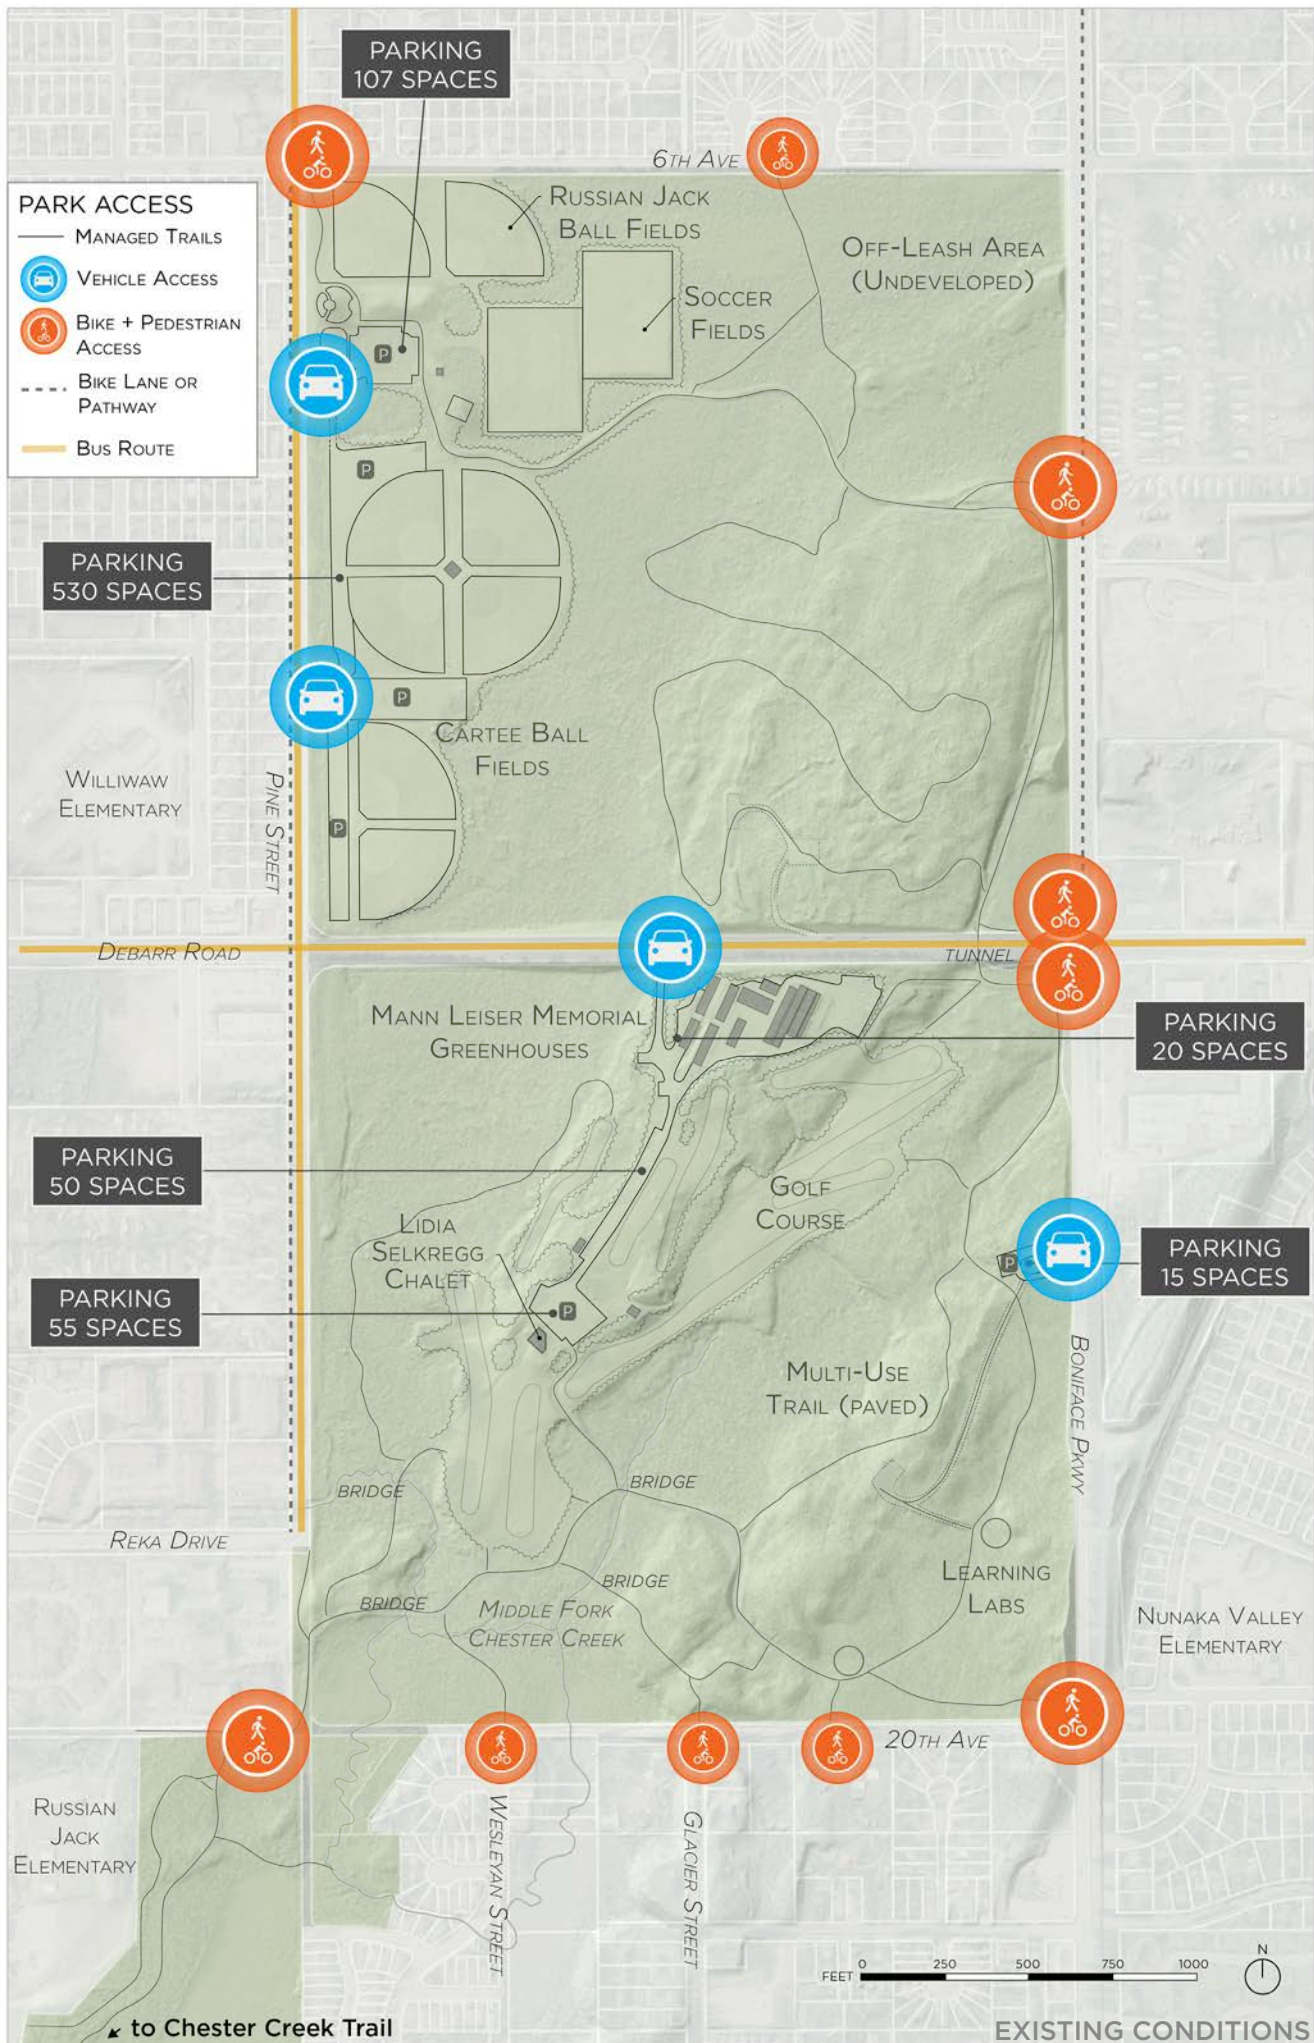 PARKING
107 SPACES
6TH AVE
PARK ACCESS
MANAGED TRAILS
VEHICLE ACCESS
BIKE + PEDESTRIAN
ACCESS
BIKE LANE OR
PATHWAY
BUS ROUTE
RUSSIAN JACK
BALL FIELDS
OFF-LEASH AREA
(UNDEVELOPED)
SOCCER
FIELDS
P
P
PARKING
530 SPACES
P
CARTEE BALL
FIELDS
WILLIWAW
ELEMENTARY
PINE STREET
P
DEBARR ROAD
TUNNEL
MANN LEISER MEMORIAL
GREENHOUSES
PARKING
20 SPACES
PARKING
50 SPACES
GOLF
COURSE
LIDIA
SELKREGG
CHALET
P
PARKING
15 SPACES
PARKING
55 SPACES
P
BONIFACE PKWY
MULTI-USE
TRAIL (PAVED)
BRIDGE
BRIDGE
REKA DRIVE
LEARNING
LABS
BRIDGE
BRIDGE
MIDDLE FORK
CHESTER CREEK
NUNAKA VALLEY
ELEMENTARY
20TH AVE
RUSSIAN
JACK
ELEMENTARY
WESLEYAN STREET
GLACIER STREET
FEET 0 250 500 750 1000
N
to Chester Creek Trail
EXISTING CONDITIONS